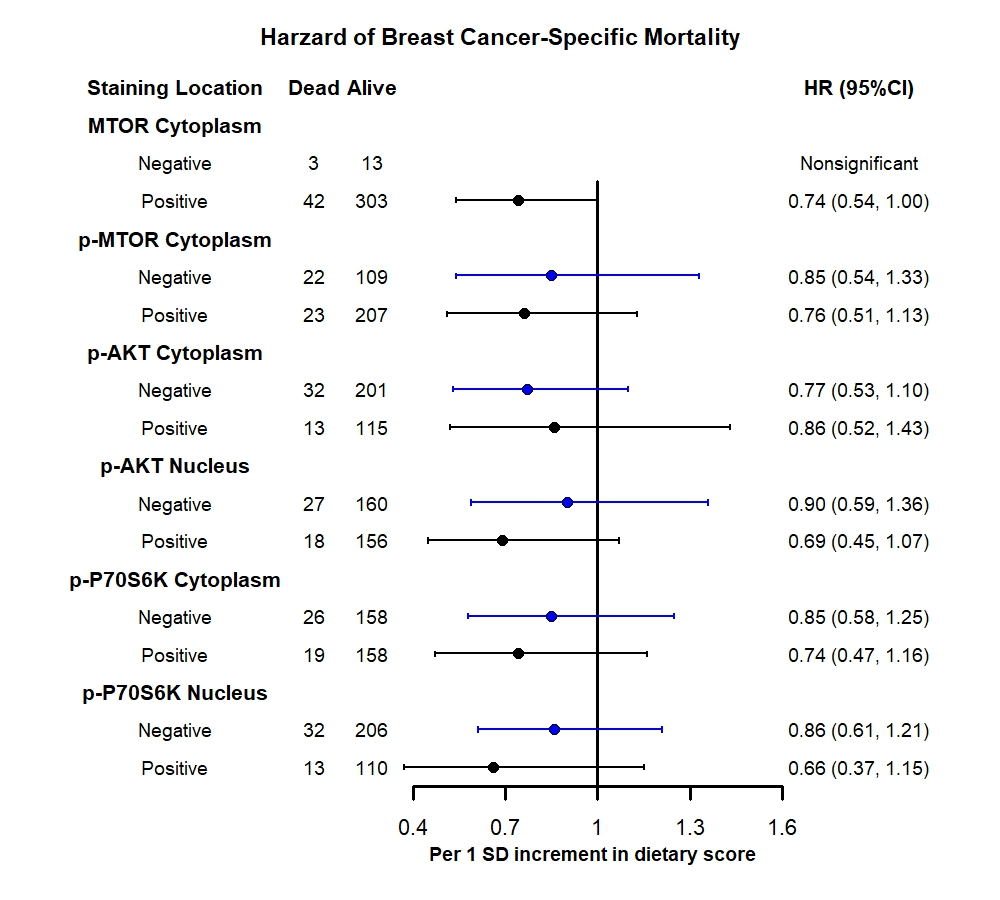 Harzard of Breast Cancer-Specific Mortality
Staining Location Dead Alive HR (95%CI)
MTOR Cytoplasm
Negative 3 13 Nonsignificant
Positive 42 303 0.74 (0.54, 1.00)
p-MTOR Cytoplasm
Negative 22 109 0.85 (0.54, 1.33)
Positive 23 207 0.76 (0.51, 1.13)
p-AKT Cytoplasm
Negative 32 201 0.77 (0.53, 1.10)
Positive 13 115 0.86 (0.52, 1.43)
p-AKT Nucleus
Negative 27 160 0.90 (0.59, 1.36)
Positive 18 156 0.69 (0.45, 1.07)
p-P70S6K Cytoplasm
Negative 26 158 0.85 (0.58, 1.25)
Positive 19 158 0.74 (0.47, 1.16)
p-P70S6K Nucleus
Negative 32 206 0.86 (0.61, 1.21)
Positive 13 110 0.66 (0.37, 1.15)
0.4 0.7 1 1.3 1.6
Per 1 SD increment in dietary score